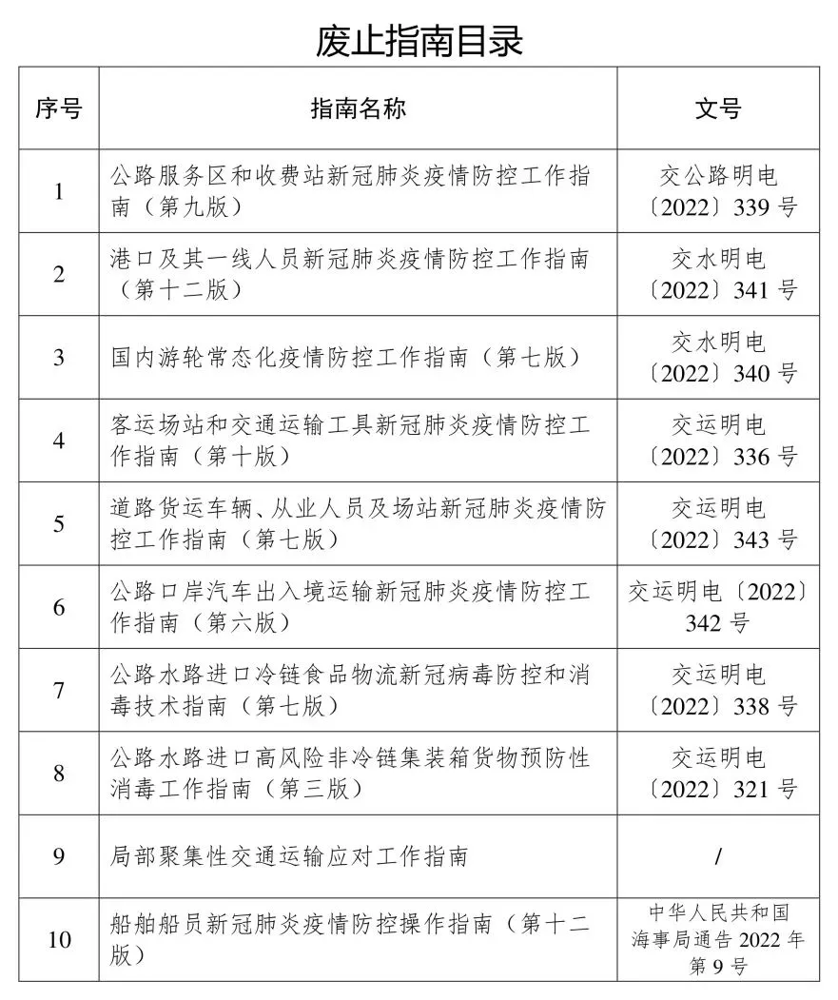 废止指南目录
序号
指南名称
文号
1
公路服务区和收费站新冠肺炎疫情防控工作指
南（第九版）
交公路明电
〔2022〕339 号
2
港口及其一线人员新冠肺炎疫情防控工作指南
（第十二版）
交水明电
〔2022〕341 号
3
国内游轮常态化疫情防控工作指南（第七版）
交水明电
〔2022〕340 号
4
客运场站和交通运输工具新冠肺炎疫情防控工
作指南（第十版）
交运明电
〔2022〕336 号
5
道路货运车辆、从业人员及场站新冠肺炎疫情防
控工作指南（第七版）
交运明电
〔2022〕343 号
6
公路口岸汽车出入境运输新冠肺炎疫情防控工
作指南（第六版）
交运明电〔2022〕
342 号
7
公路水路进口冷链食品物流新冠病毒防控和消
毒技术指南（第七版）
交运明电
〔2022〕338 号
8
公路水路进口高风险非冷链集装箱货物预防性
消毒工作指南（第三版）
交运明电
〔2022〕321 号
9
局部聚集性交通运输应对工作指南
/
10
船舶船员新冠肺炎疫情防控操作指南（第十二
版）
中华人民共和国
海事局通告 2022 年
第 9 号